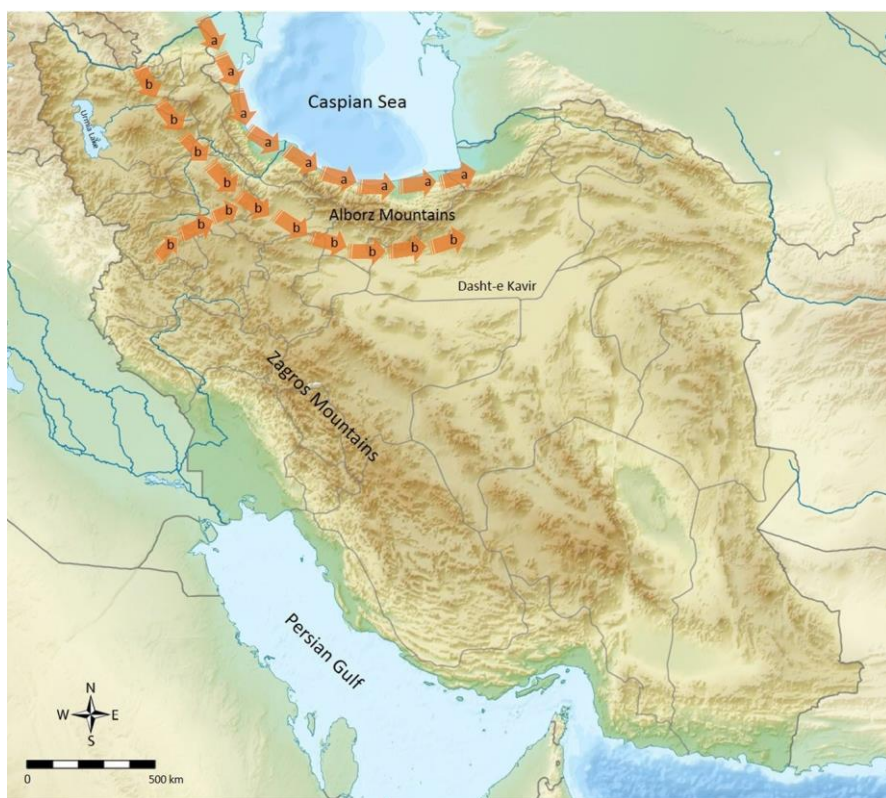 a
a
b
Caspian Sea
a
b
Urmia Lake
a
b
a
a
a
a
a
b
b
Alborz Mountains
b
b
b
b
b
b
b
b
b
Dasht-e Kavir
Zagros Mountains
Persian Gulf
N
W E
S
0 500 km